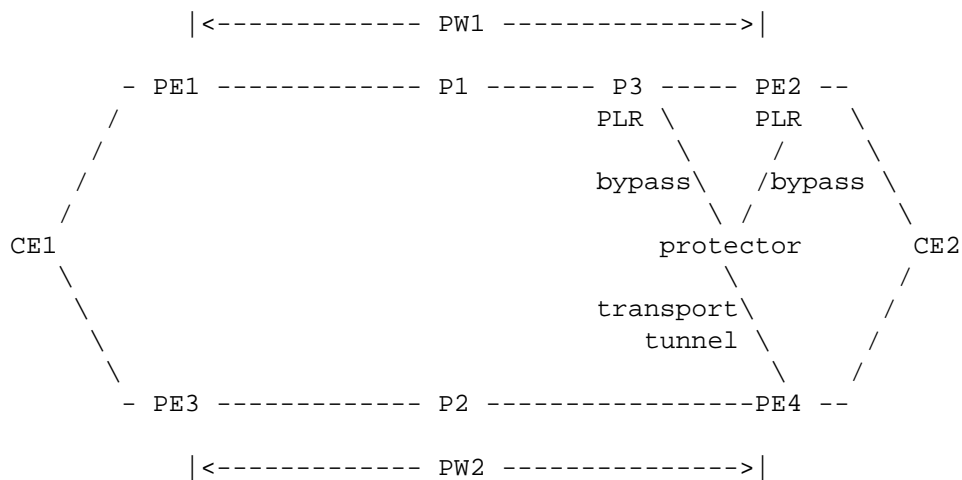 |<------------- PW1 --------------->|
- PE1 ------------- P1 ------- P3 ----- PE2 --
PLR PLR
bypass bypass
CE1 protector CE2
transport
tunnel
- PE3 ------------- P2 ----------------PE4 --
|<------------- PW2 --------------->|